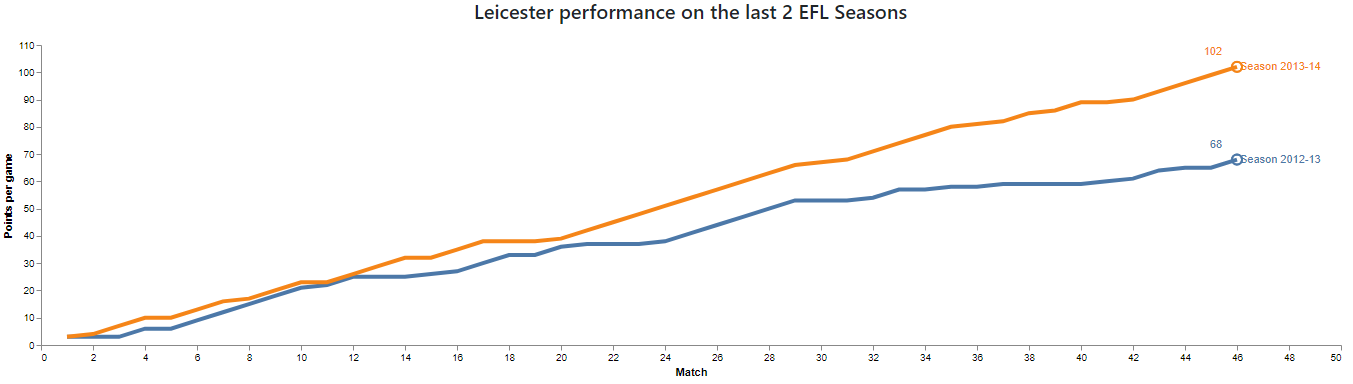 Leicester performance on the last 2 EFL Seasons
110
100
90
80
70
60
50
40
30
20
10
0
Points per game
102
Season 2013-14
68
Season 2012-13
0 2 4 6 8 10 12 14 16 18 20 22 24 26 28 30 32 34 36 38 40 42 44 46 48 50
Match